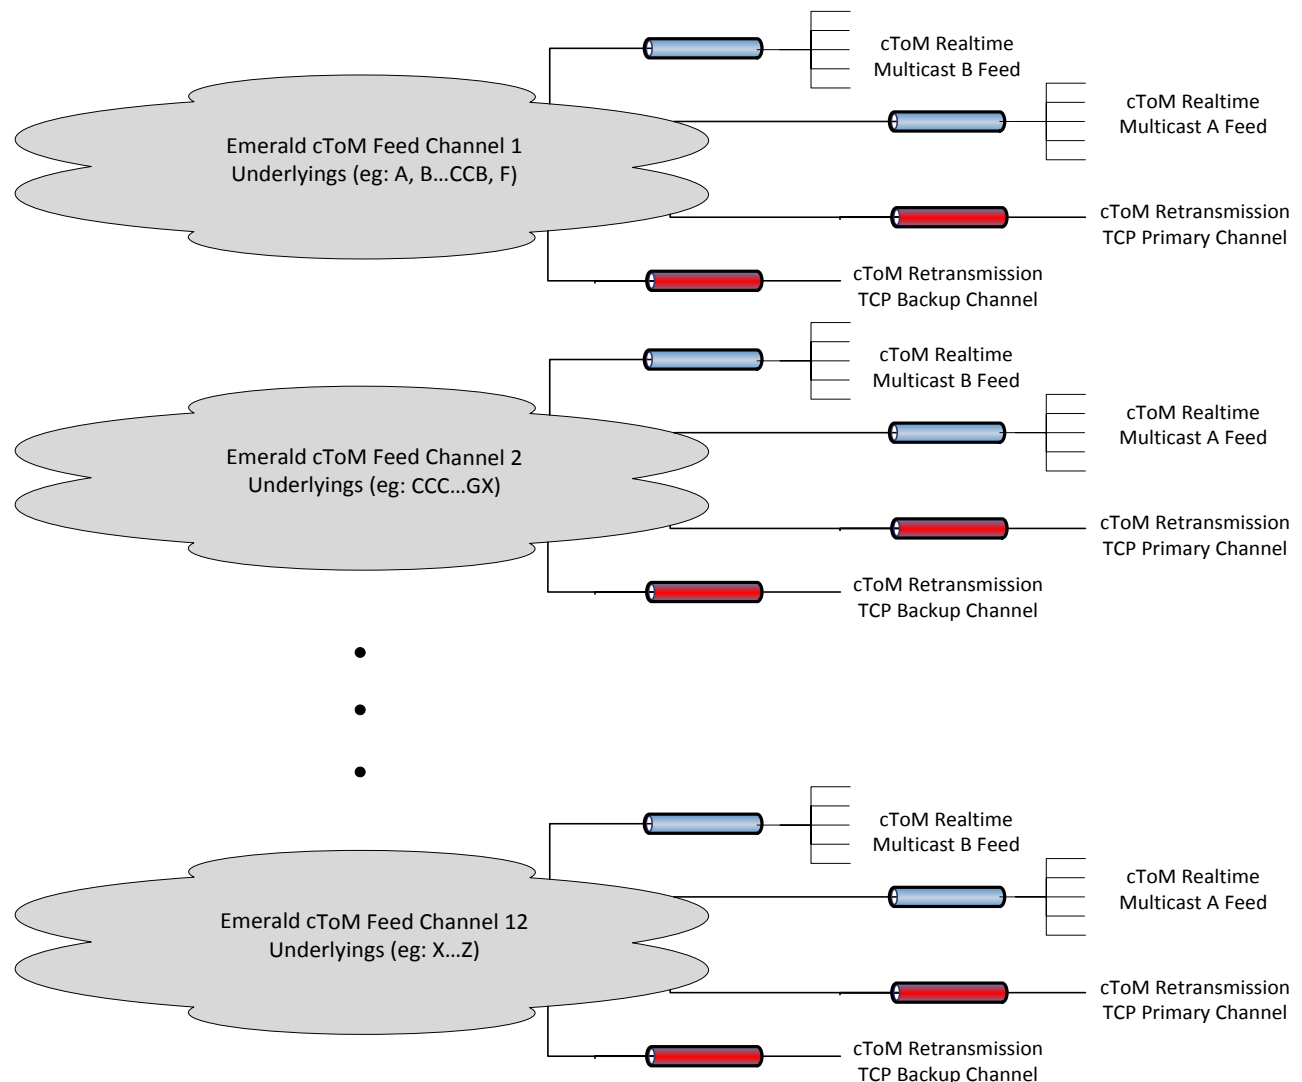 cToM Realtime
Multicast B Feed
cToM Realtime
Multicast A Feed
Emerald cToM Feed Channel 1
Underlyings (eg: A, B...CCB, F)
cToM Retransmission
TCP Primary Channel
cToM Retransmission
TCP Backup Channel
cToM Realtime
Multicast B Feed
cToM Realtime
Multicast A Feed
Emerald cToM Feed Channel 2
Underlyings (eg: CCC...GX)
cToM Retransmission
TCP Primary Channel
cToM Retransmission
TCP Backup Channel
cToM Realtime
Multicast B Feed
cToM Realtime
Multicast A Feed
Emerald cToM Feed Channel 12
Underlyings (eg: X...Z)
cToM Retransmission
TCP Primary Channel
cToM Retransmission
TCP Backup Channel